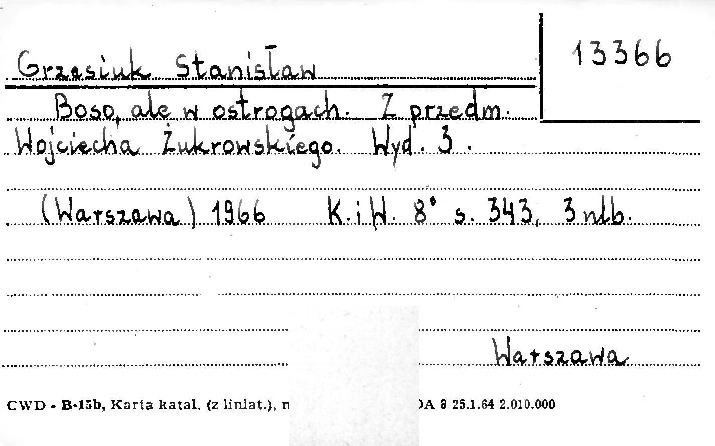 13366
Grzesiuk Stanisław
Boso, ale w ostrogach. Z przedm.
Wojciecha Żukrowskiego. Wyd. 3.
(Warszawa) 1966 K. i W. 8° s. 343, 3 nlb.
Warszawa
CWD - B-15b, Karta katal. (z liniat.), DA 8 25.1.64 2.010.000